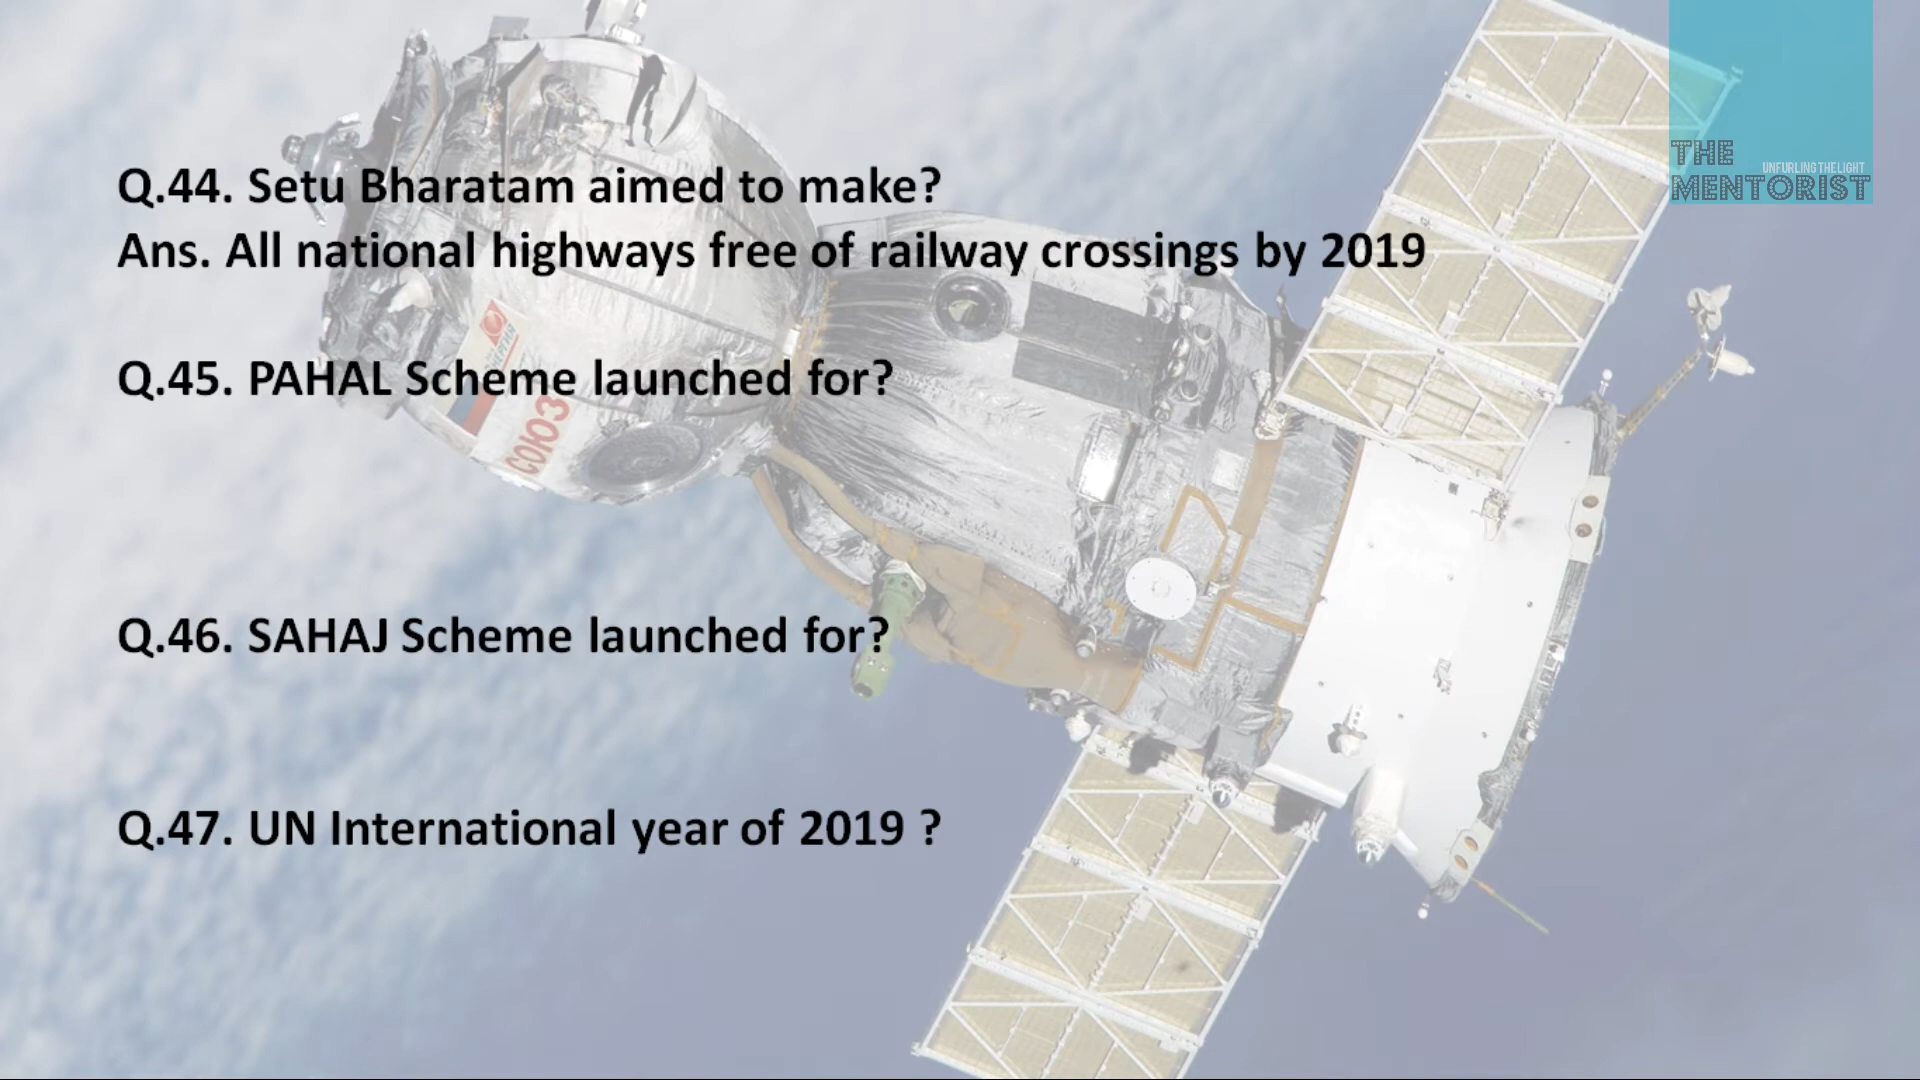 THE
UNFURLING THE LIGHT
MENTORIST
Q.44. Setu Bharatam aimed to make?
Ans. All national highways free of railway crossings by 2019
Q.45. PAHAL Scheme launched for?
СОЮЗ
Q.46. SAHAJ Scheme launched for?
Q.47. UN International year of 2019 ?